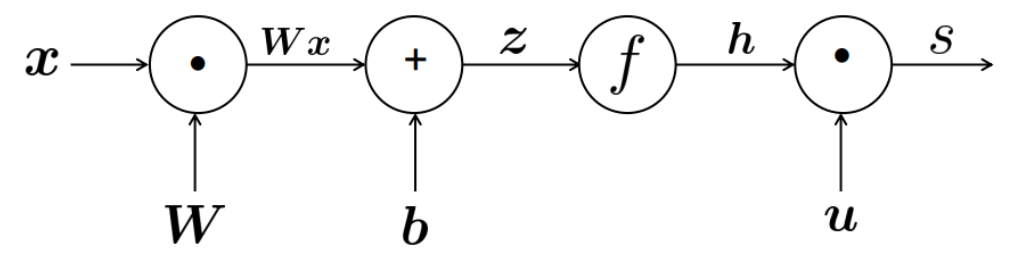 x • Wx + z f h • s
W b u